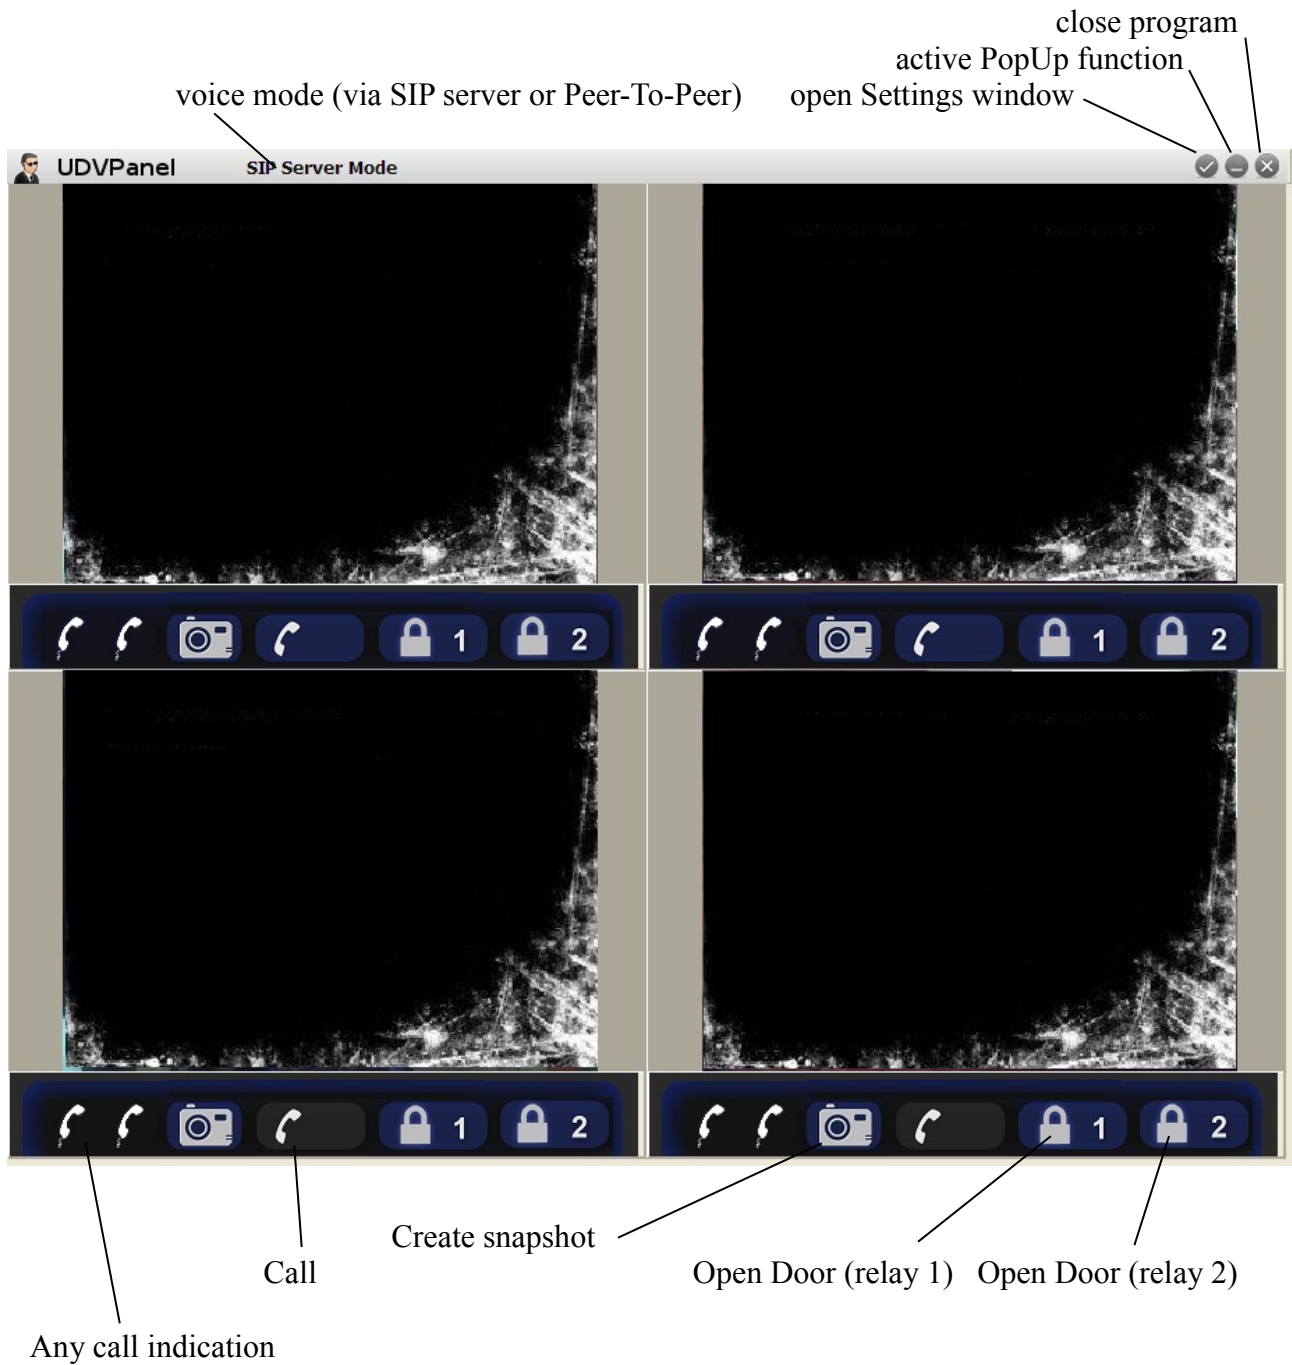 close program
active PopUp function
voice mode (via SIP server or Peer-To-Peer) open Settings window
UDVPanel SIP Server Mode
1 2 1 2
1 2 1 2
Create snapshot
Call Open Door (relay 1) Open Door (relay 2)
Any call indication